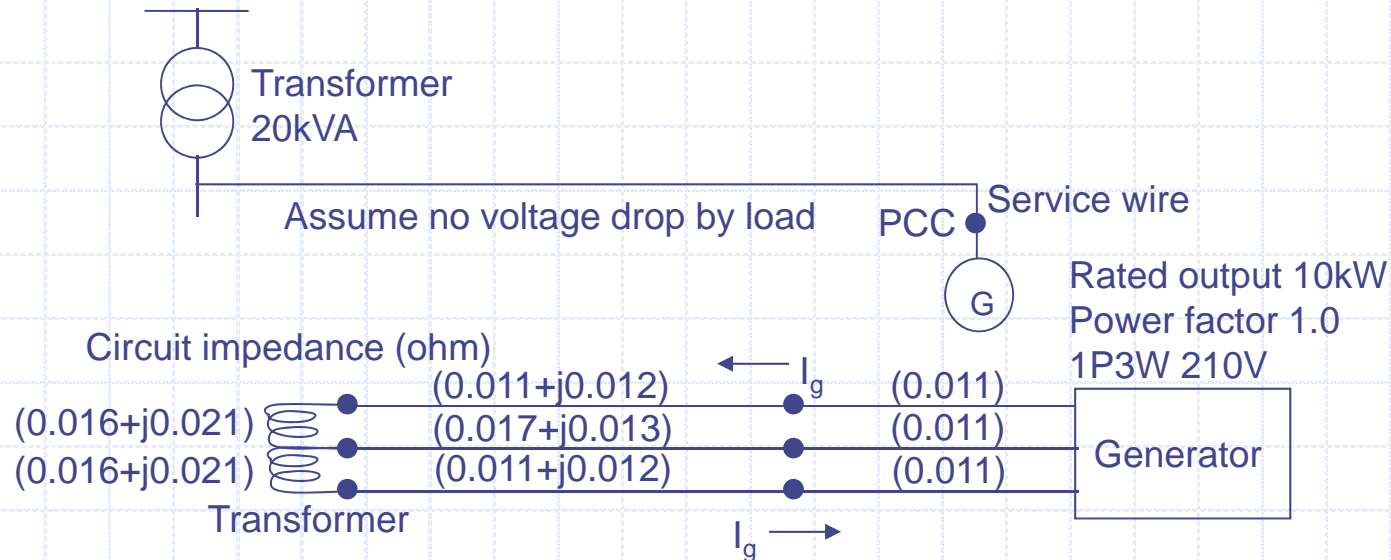 Transformer
20kVA
Assume no voltage drop by load
PCC
Service wire
G
Rated output 10kW
Power factor 1.0
1P3W 210V
Circuit impedance (ohm)
Ig
(0.011+j0.012)
(0.011)
(0.016+j0.021)
(0.017+j0.013)
(0.011)
(0.016+j0.021)
(0.011+j0.012)
(0.011)
Generator
Transformer
Ig